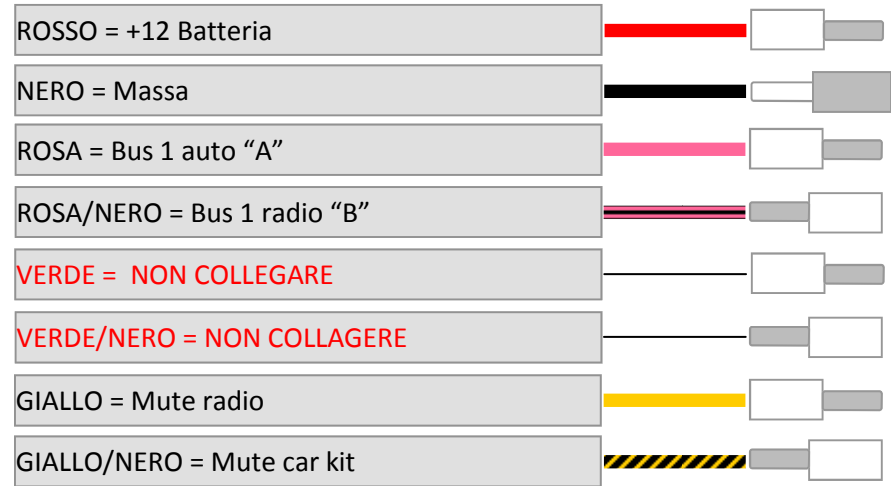 ROSSO = +12 Batteria
NERO = Massa
ROSA = Bus 1 auto “A”
ROSA/NERO = Bus 1 radio “B”
VERDE =  NON COLLEGARE
VERDE/NERO = NON COLLAGERE
GIALLO = Mute radio
GIALLO/NERO = Mute car kit